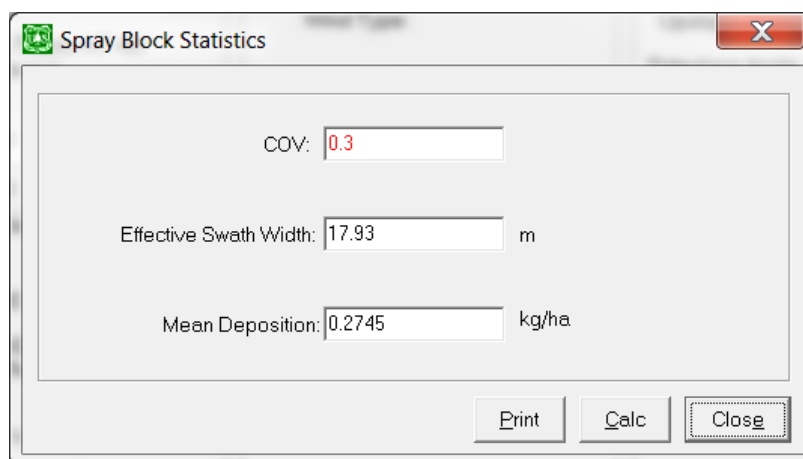 Spray Block Statistics
COV: 0.3
Effective Swath Width: 17.93 m
Mean Deposition: 0.2745 kg/ha
Print Calc Close